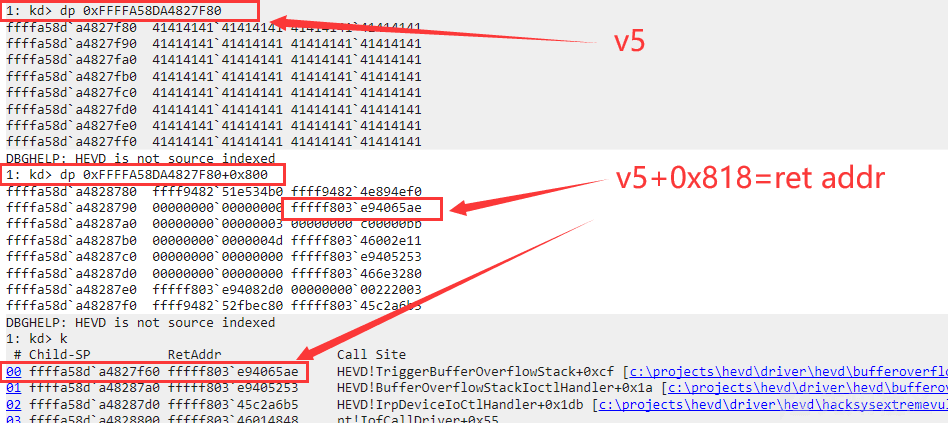 1: kd> dp 0xFFFFA58DA4827F80
ffffa58d`a4827f80 41414141`41414141 41414141`41414141
ffffa58d`a4827f90 41414141`41414141 41414141`41414141
ffffa58d`a4827fa0 41414141`41414141 41414141`41414141
ffffa58d`a4827fb0 41414141`41414141 41414141`41414141
ffffa58d`a4827fc0 41414141`41414141 41414141`41414141
ffffa58d`a4827fd0 41414141`41414141 41414141`41414141
ffffa58d`a4827fe0 41414141`41414141 41414141`41414141
ffffa58d`a4827ff0 41414141`41414141 41414141`41414141
v5
DBGHELP: HEVD is not source indexed
1: kd> dp 0xFFFFA58DA4827F80+0x800
ffffa58d`a4828780 ffff9482`51e534b0 ffff9482`4e894ef0
ffffa58d`a4828790 00000000`00000000 fffff803`e94065ae
ffffa58d`a48287a0 00000000`00000003 00000000`c00000bb
ffffa58d`a48287b0 00000000`0000004d fffff803`46002e11
ffffa58d`a48287c0 00000000`00000000 fffff803`e9405253
ffffa58d`a48287d0 00000000`00000000 fffff803`466e3280
ffffa58d`a48287e0 fffff803`e94082d0 00000000`00222003
ffffa58d`a48287f0 ffff9482`52fbec80 fffff803`45c2a6b5
v5+0x818=ret addr
DBGHELP: HEVD is not source indexed
1: kd> k
# Child-SP RetAddr Call Site
00 ffffa58d`a4827f60 fffff803`e94065ae HEVD!TriggerBufferOverflowStack+0xcf [c:\projects\hevd\driver\hevd\bufferoverfl
01 ffffa58d`a48287a0 fffff803`e9405253 HEVD!BufferOverflowStackIoctlHandler+0x1a [c:\projects\hevd\driver\hevd\bufferov
02 ffffa58d`a48287d0 fffff803`45c2a6b5 HEVD!IrpDeviceIoCtlHandler+0x1db [c:\projects\hevd\driver\hevd\hacksysextremevul
03 ffffa58d`a4828800 fffff803`46014848 nt!IofCallDriver+0x55